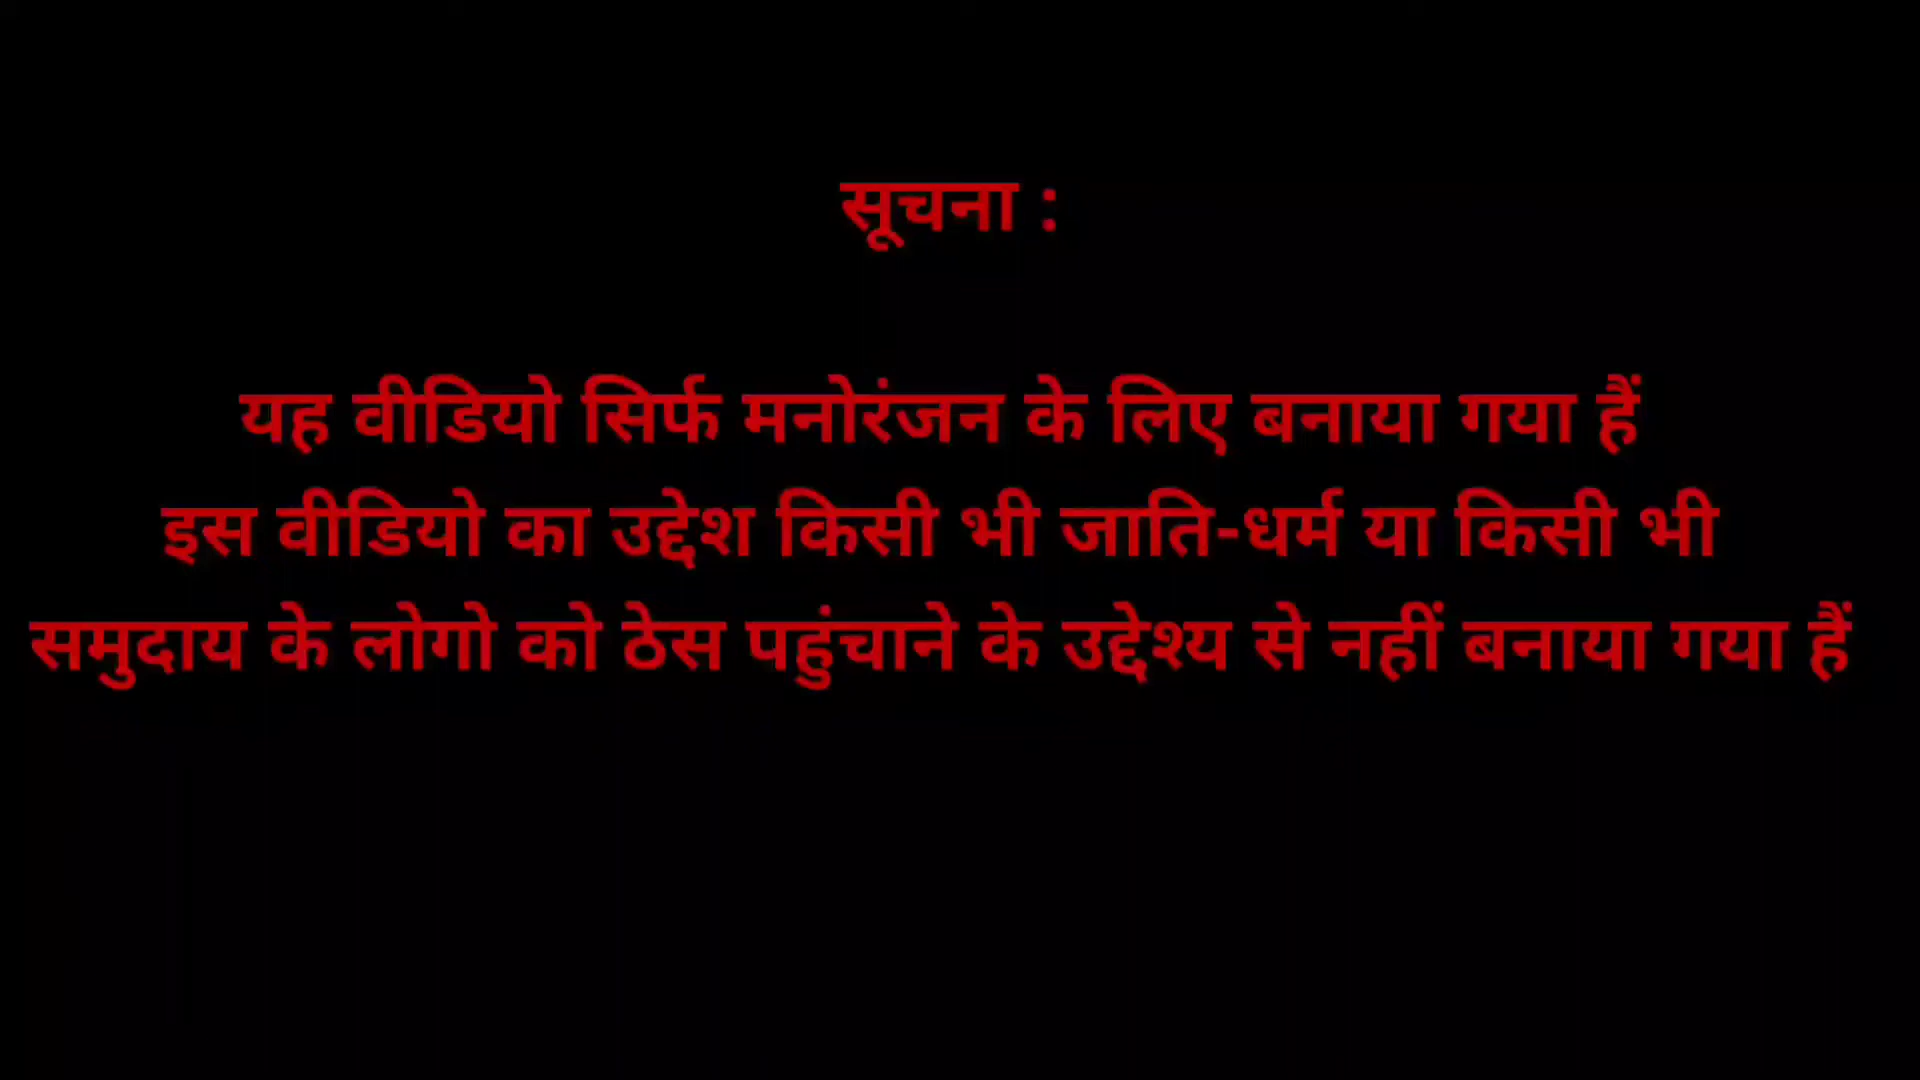 सूचना :
यह वीडियो सिर्फ मनोरंजन के लिए बनाया गया हैं
इस वीडियो का उद्देश किसी भी जाति-धर्म या किसी भी
समुदाय के लोगो को ठेस पहुंचाने के उद्देश्य से नहीं बनाया गया हैं